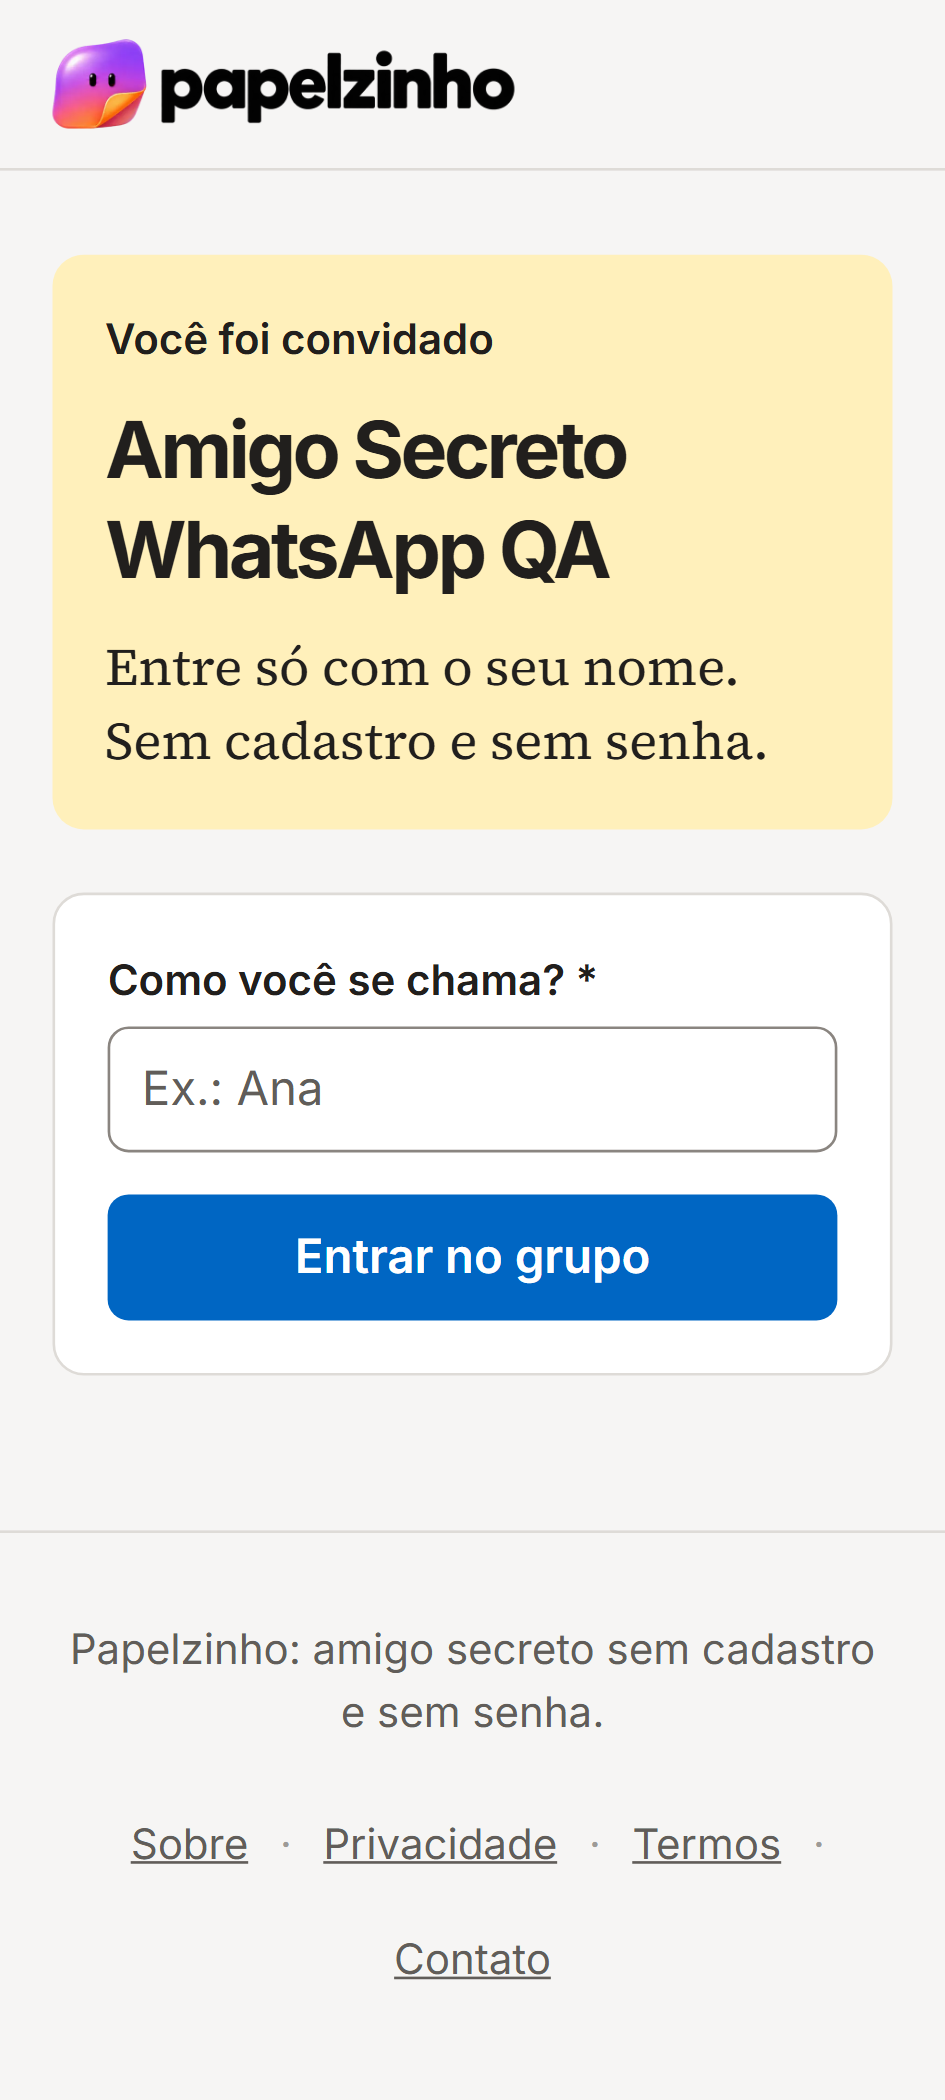 papelzinho
Você foi convidado
Amigo Secreto
WhatsApp QA
Entre só com o seu nome.
Sem cadastro e sem senha.
Como você se chama? *
Ex.: Ana
Entrar no grupo
Papelzinho: amigo secreto sem cadastro
e sem senha.
Sobre · Privacidade · Termos ·
Contato